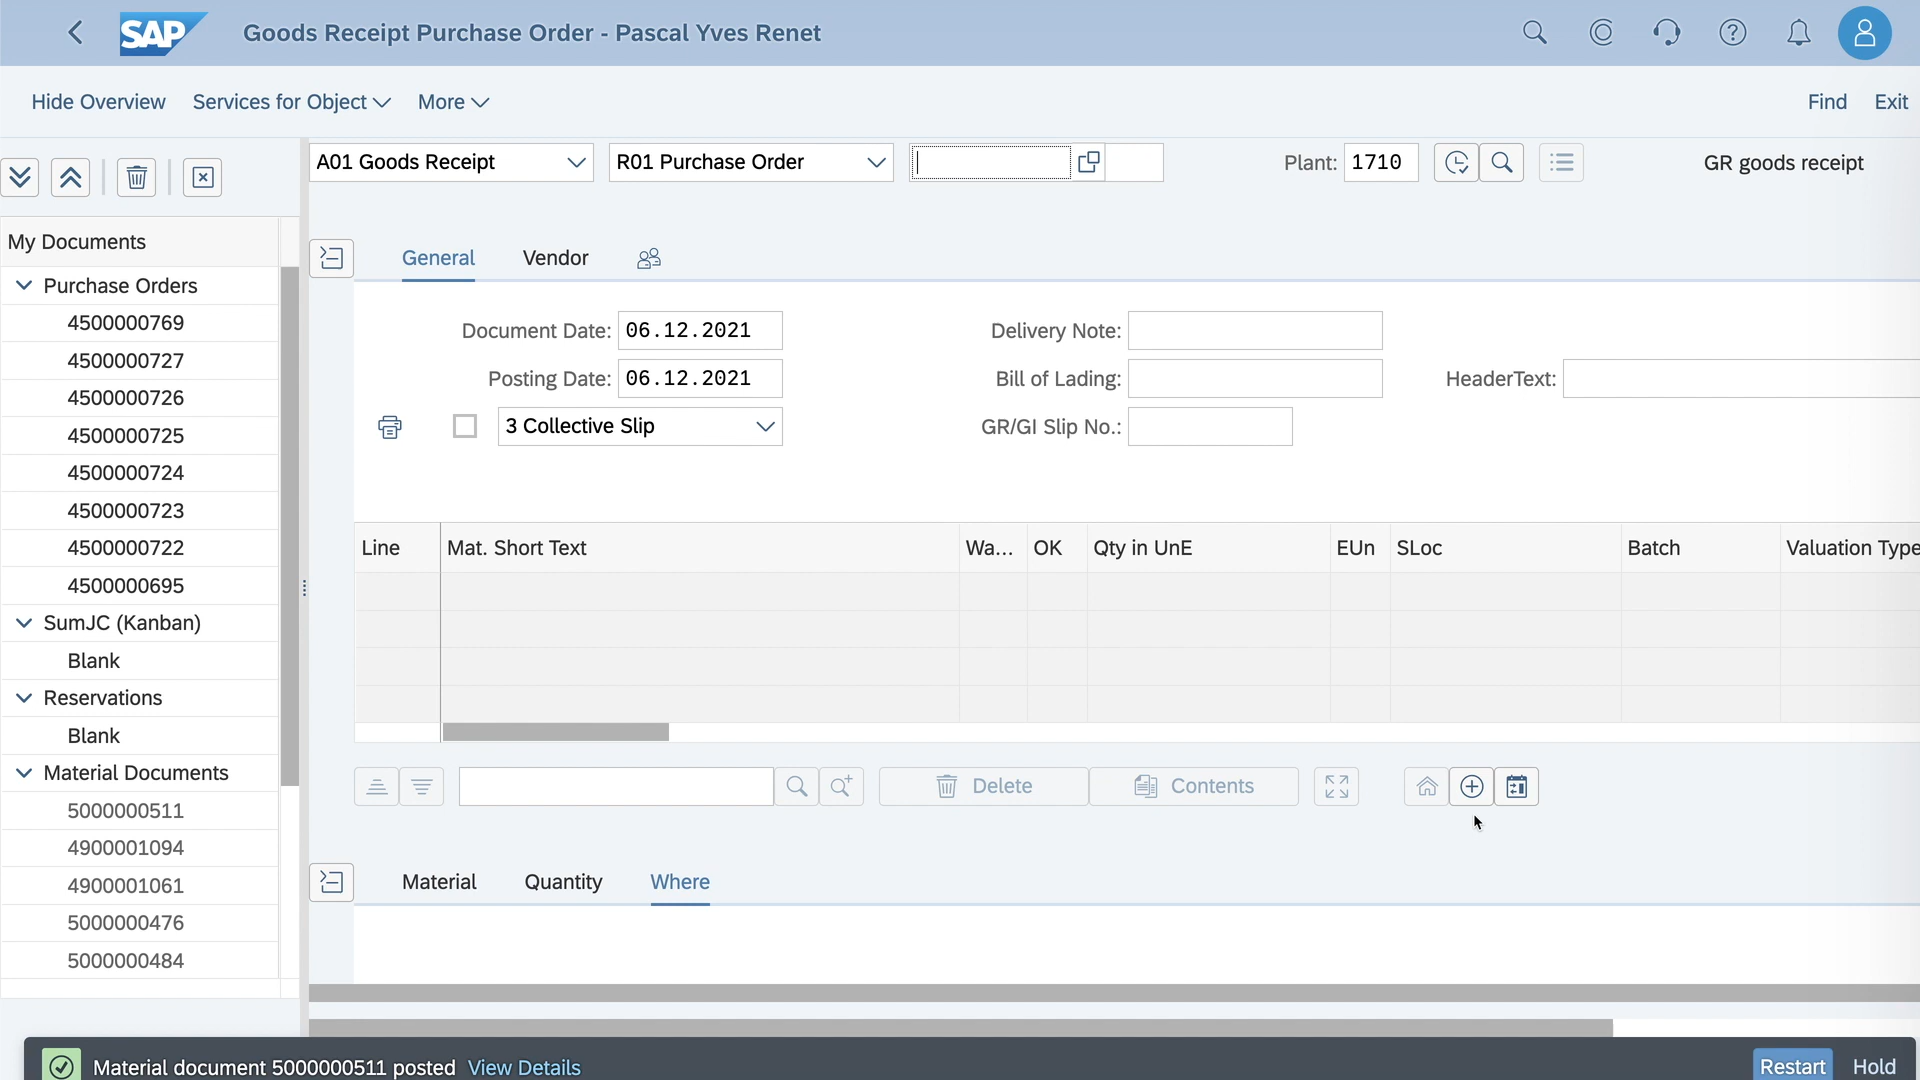 SAP Goods Receipt Purchase Order - Pascal Yves Renet
Hide Overview Services for Object More Find Exit
A01 Goods Receipt R01 Purchase Order Plant: 1710 GR goods receipt
My Documents
Purchase Orders
4500000769
4500000727
4500000726
4500000725
4500000724
4500000723
4500000722
4500000695
SumJC (Kanban)
Blank
Reservations
Blank
Material Documents
5000000511
4900001094
4900001061
5000000476
5000000484
General Vendor
Document Date: 06.12.2021 Delivery Note:
Posting Date: 06.12.2021 Bill of Lading: HeaderText:
3 Collective Slip GR/GI Slip No.:
Line Mat. Short Text Wa... OK Qty in UnE EUn SLoc Batch Valuation Type
Delete Contents
Material Quantity Where
Material document 5000000511 posted View Details Restart Hold